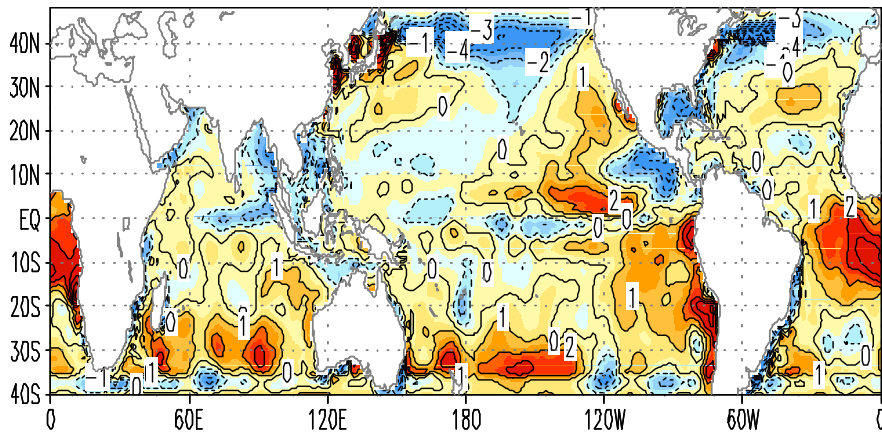 -1 -3 -1 -3
40N -4 -4
-2 0
30N 1 1
0
20N
0 0
10N
2 1 2
EQ 0 0
0 1 0 0
10S
20S 1 1
0 1 1
30S 0 2 0
-1 1 0 0 1 1
40S
0 60E 120E 180 120W 60W 0